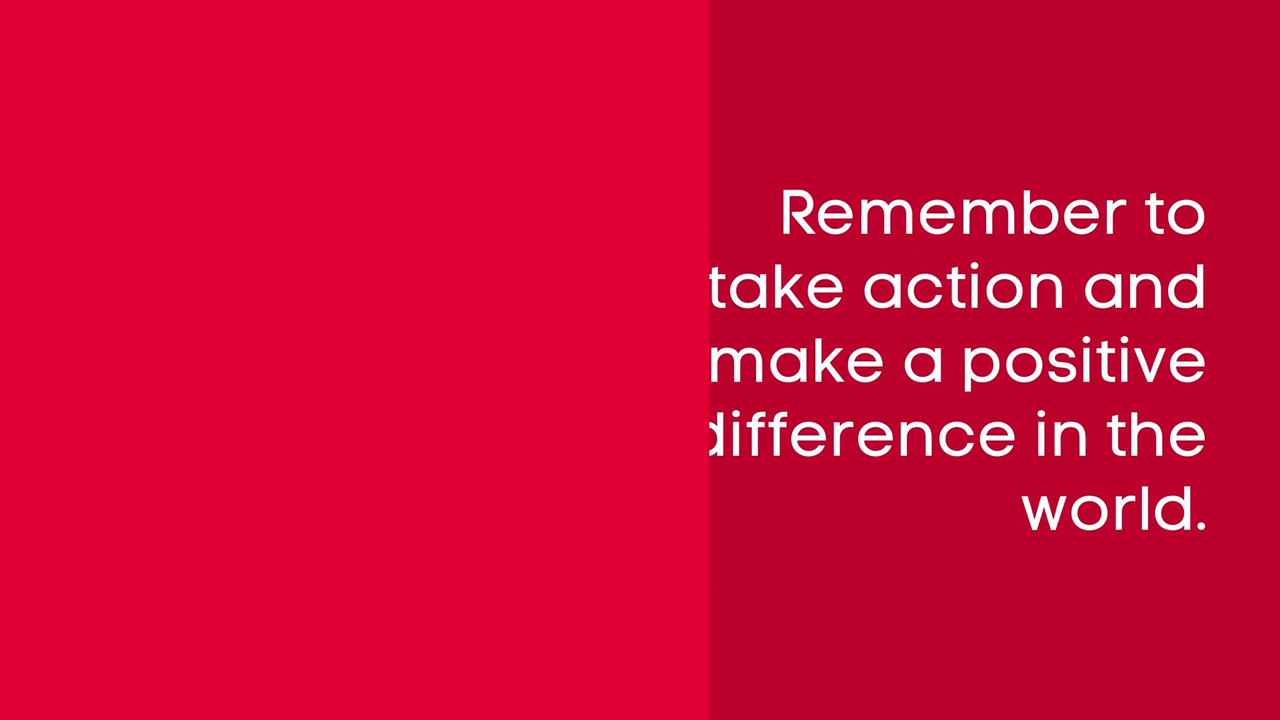 Remember to
take action and
make a positive
difference in the
world.